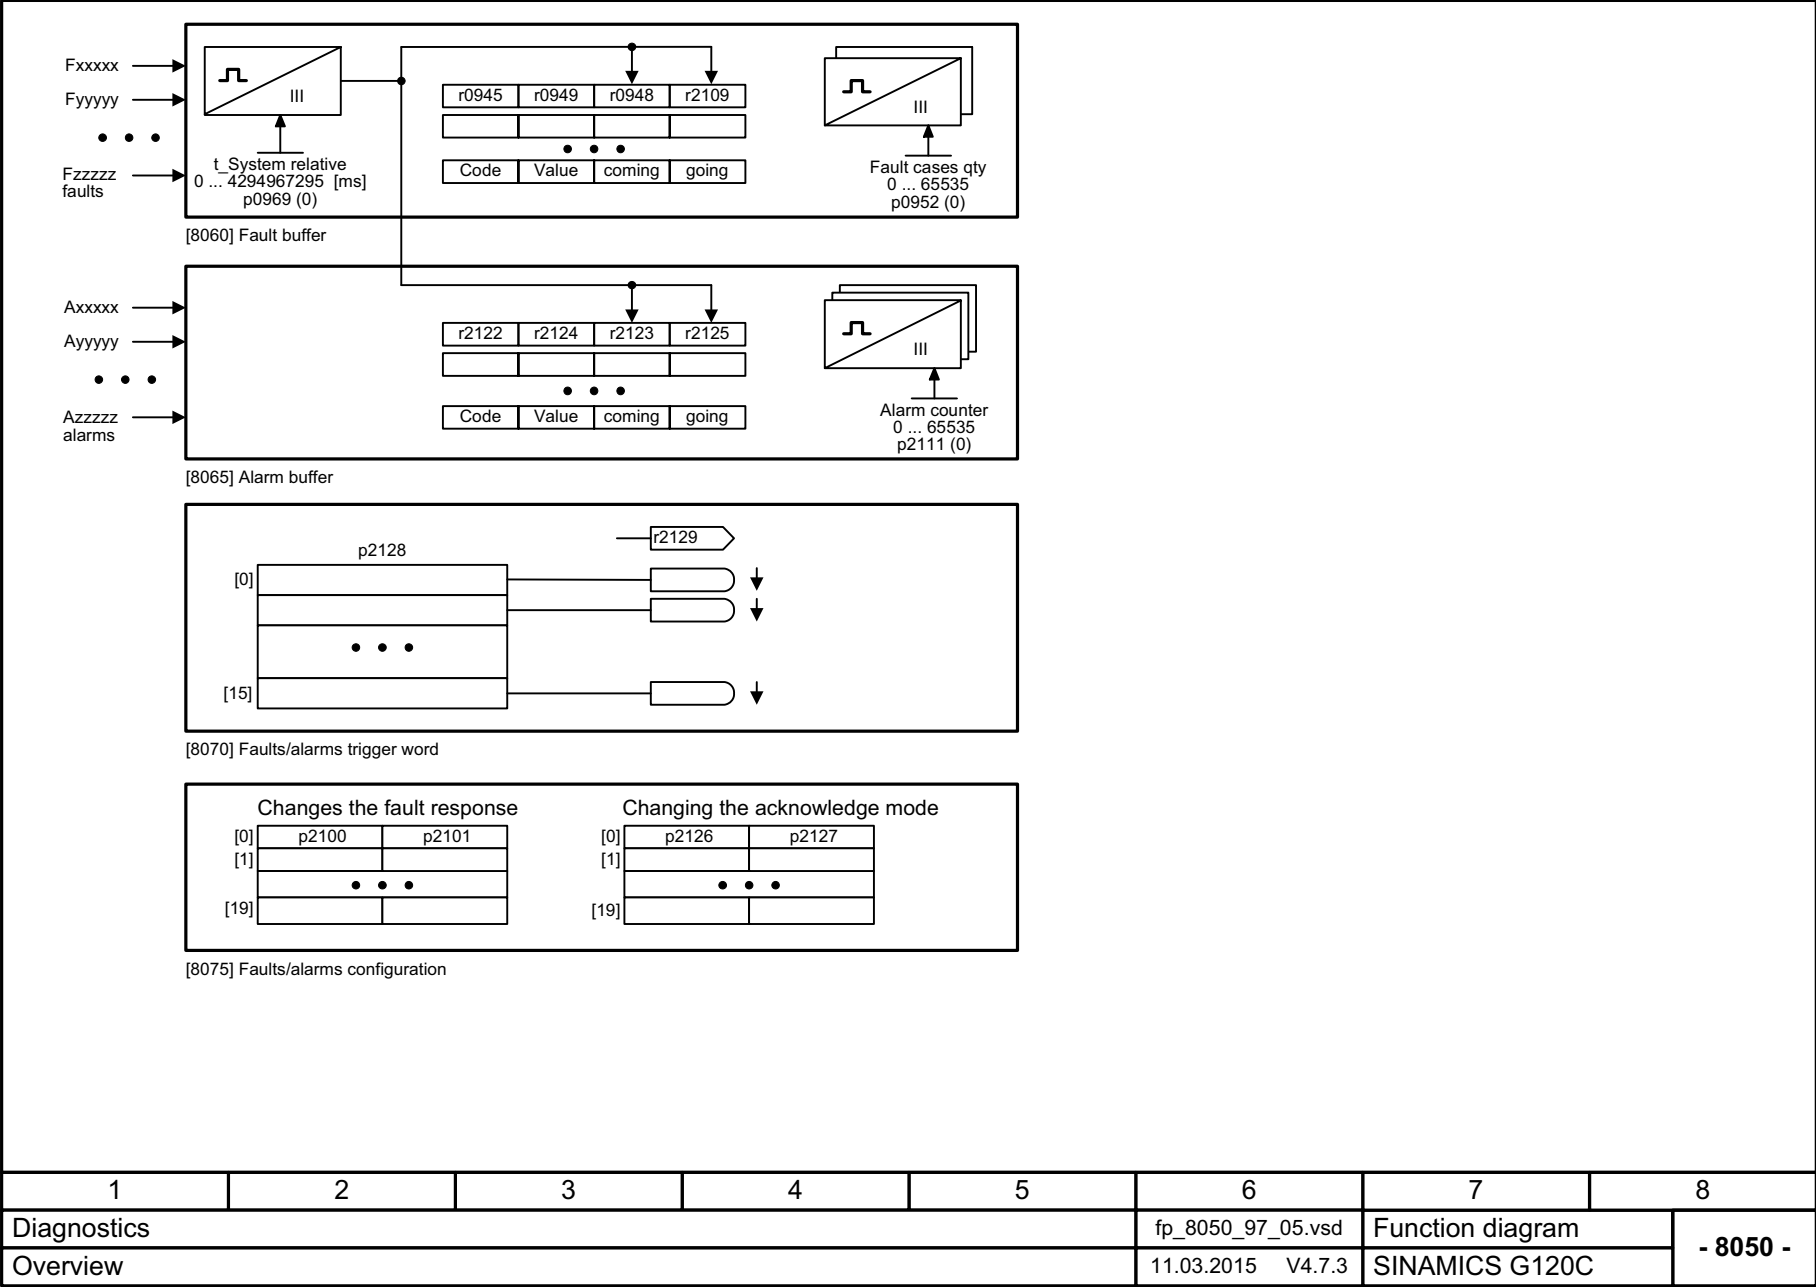 Fxxxxx
Fyyyyy
Fzzzzz
faults
III
t_System relative
0 ... 4294967295 [ms]
p0969 (0)
r0945 r0949 r0948 r2109
Code Value coming going
III
Fault cases qty
0 ... 65535
p0952 (0)
[8060] Fault buffer
Axxxxx
Ayyyyy
Azzzzz
alarms
r2122 r2124 r2123 r2125
Code Value coming going
III
Alarm counter
0 ... 65535
p2111 (0)
[8065] Alarm buffer
r2129
p2128
[0]
[15]
[8070] Faults/alarms trigger word
Changes the fault response
[0] p2100 p2101
[1]
[19]
Changing the acknowledge mode
[0] p2126 p2127
[1]
[19]
[8075] Faults/alarms configuration
1 2 3 4 5 6 7 8
Diagnostics fp_8050_97_05.vsd Function diagram
- 8050 -
Overview 11.03.2015 V4.7.3 SINAMICS G120C